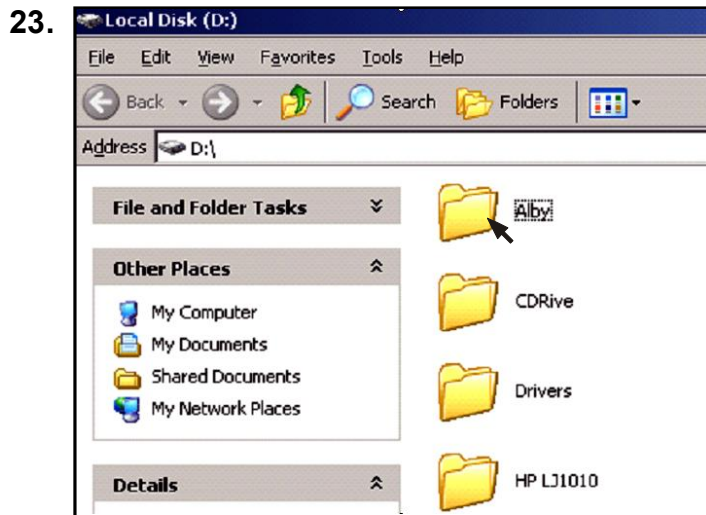 23.
Local Disk (D:)
File Edit View Favorites Tools Help
Back Search Folders
Address D:\
File and Folder Tasks
Other Places
My Computer
My Documents
Shared Documents
My Network Places
Details
Alby
CDRive
Drivers
HP LJ1010